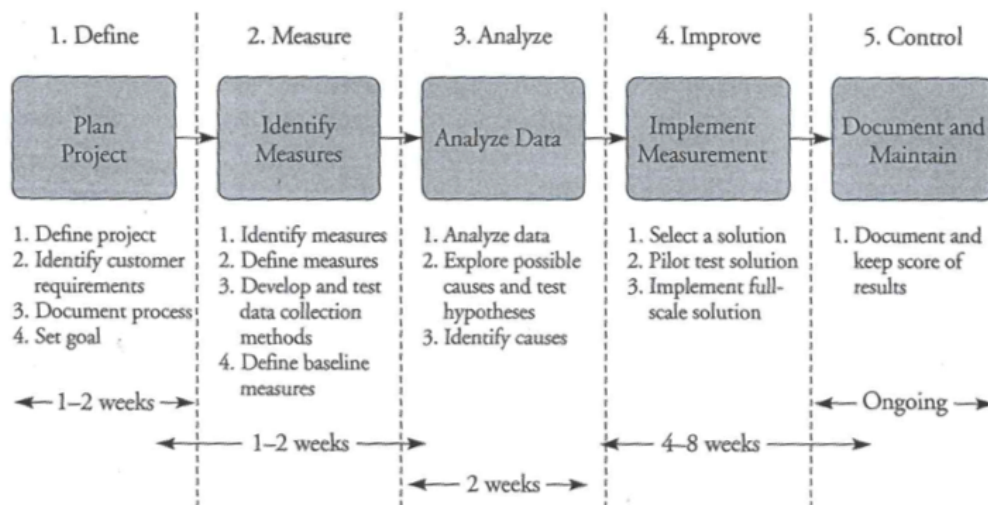 1. Define
2. Measure
3. Analyze
4. Improve
5. Control
Plan
Project
Identify
Measures
Analyze Data
Implement
Measurement
Document and
Maintain
1. Define project
2. Identify customer
requirements
3. Document process
4. Set goal
1. Identify measures
2. Define measures
3. Develop and test
data collection
methods
4. Define baseline
measures
1. Analyze data
2. Explore possible
causes and test
hypotheses
3. Identify causes
1. Select a solution
2. Pilot test solution
3. Implement full-
scale solution
1. Document and
keep score of
results
1–2 weeks
1–2 weeks
2 weeks
4–8 weeks
Ongoing